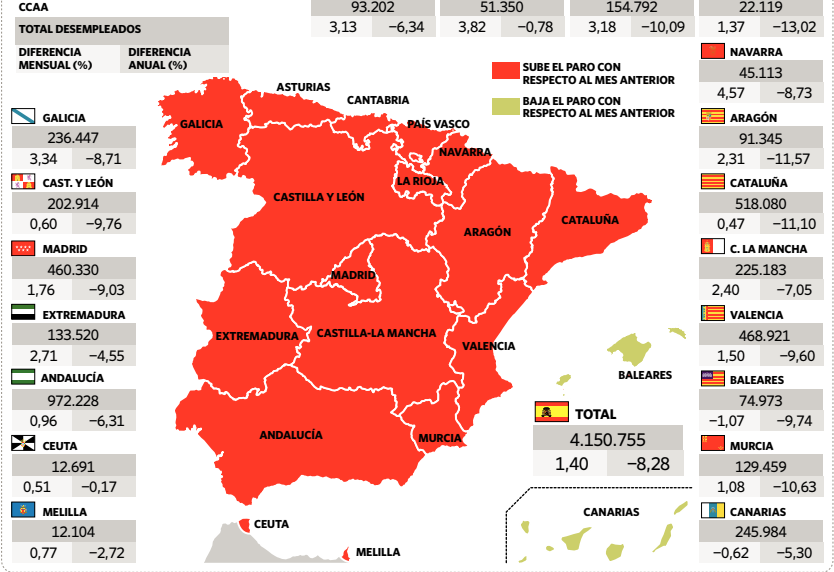 CCAA
93.202 51.350 154.792 22.119
TOTAL DESEMPLEADOS
3,13 −6,34 3,82 −0,78 3,18 −10,09 1,37 −13,02
DIFERENCIA MENSUAL (%)
DIFERENCIA ANUAL (%)
SUBE EL PARO CON
RESPECTO AL MES ANTERIOR
BAJA EL PARO CON
RESPECTO AL MES ANTERIOR
GALICIA
236.447
3,34 −8,71
CAST. Y LEÓN
202.914
0,60 −9,76
MADRID
460.330
1,76 −9,03
EXTREMADURA
133.520
2,71 −4,55
ANDALUCÍA
972.228
0,96 −6,31
CEUTA
12.691
0,51 −0,17
MELILLA
12.104
0,77 −2,72
ASTURIAS
CANTABRIA
PAÍS VASCO
GALICIA
NAVARRA
LA RIOJA
CASTILLA Y LEÓN
CATALUÑA
ARAGÓN
MADRID
EXTREMADURA
CASTILLA-LA MANCHA
VALENCIA
BALEARES
ANDALUCÍA
MURCIA
CEUTA
MELILLA
CANARIAS
TOTAL
4.150.755
1,40 −8,28
NAVARRA
45.113
4,57 −8,73
ARAGÓN
91.345
2,31 −11,57
CATALUÑA
518.080
0,47 −11,10
C. LA MANCHA
225.183
2,40 −7,05
VALENCIA
468.921
1,50 −9,60
BALEARES
74.973
−1,07 −9,74
MURCIA
129.459
1,08 −10,63
CANARIAS
245.984
−0,62 −5,30